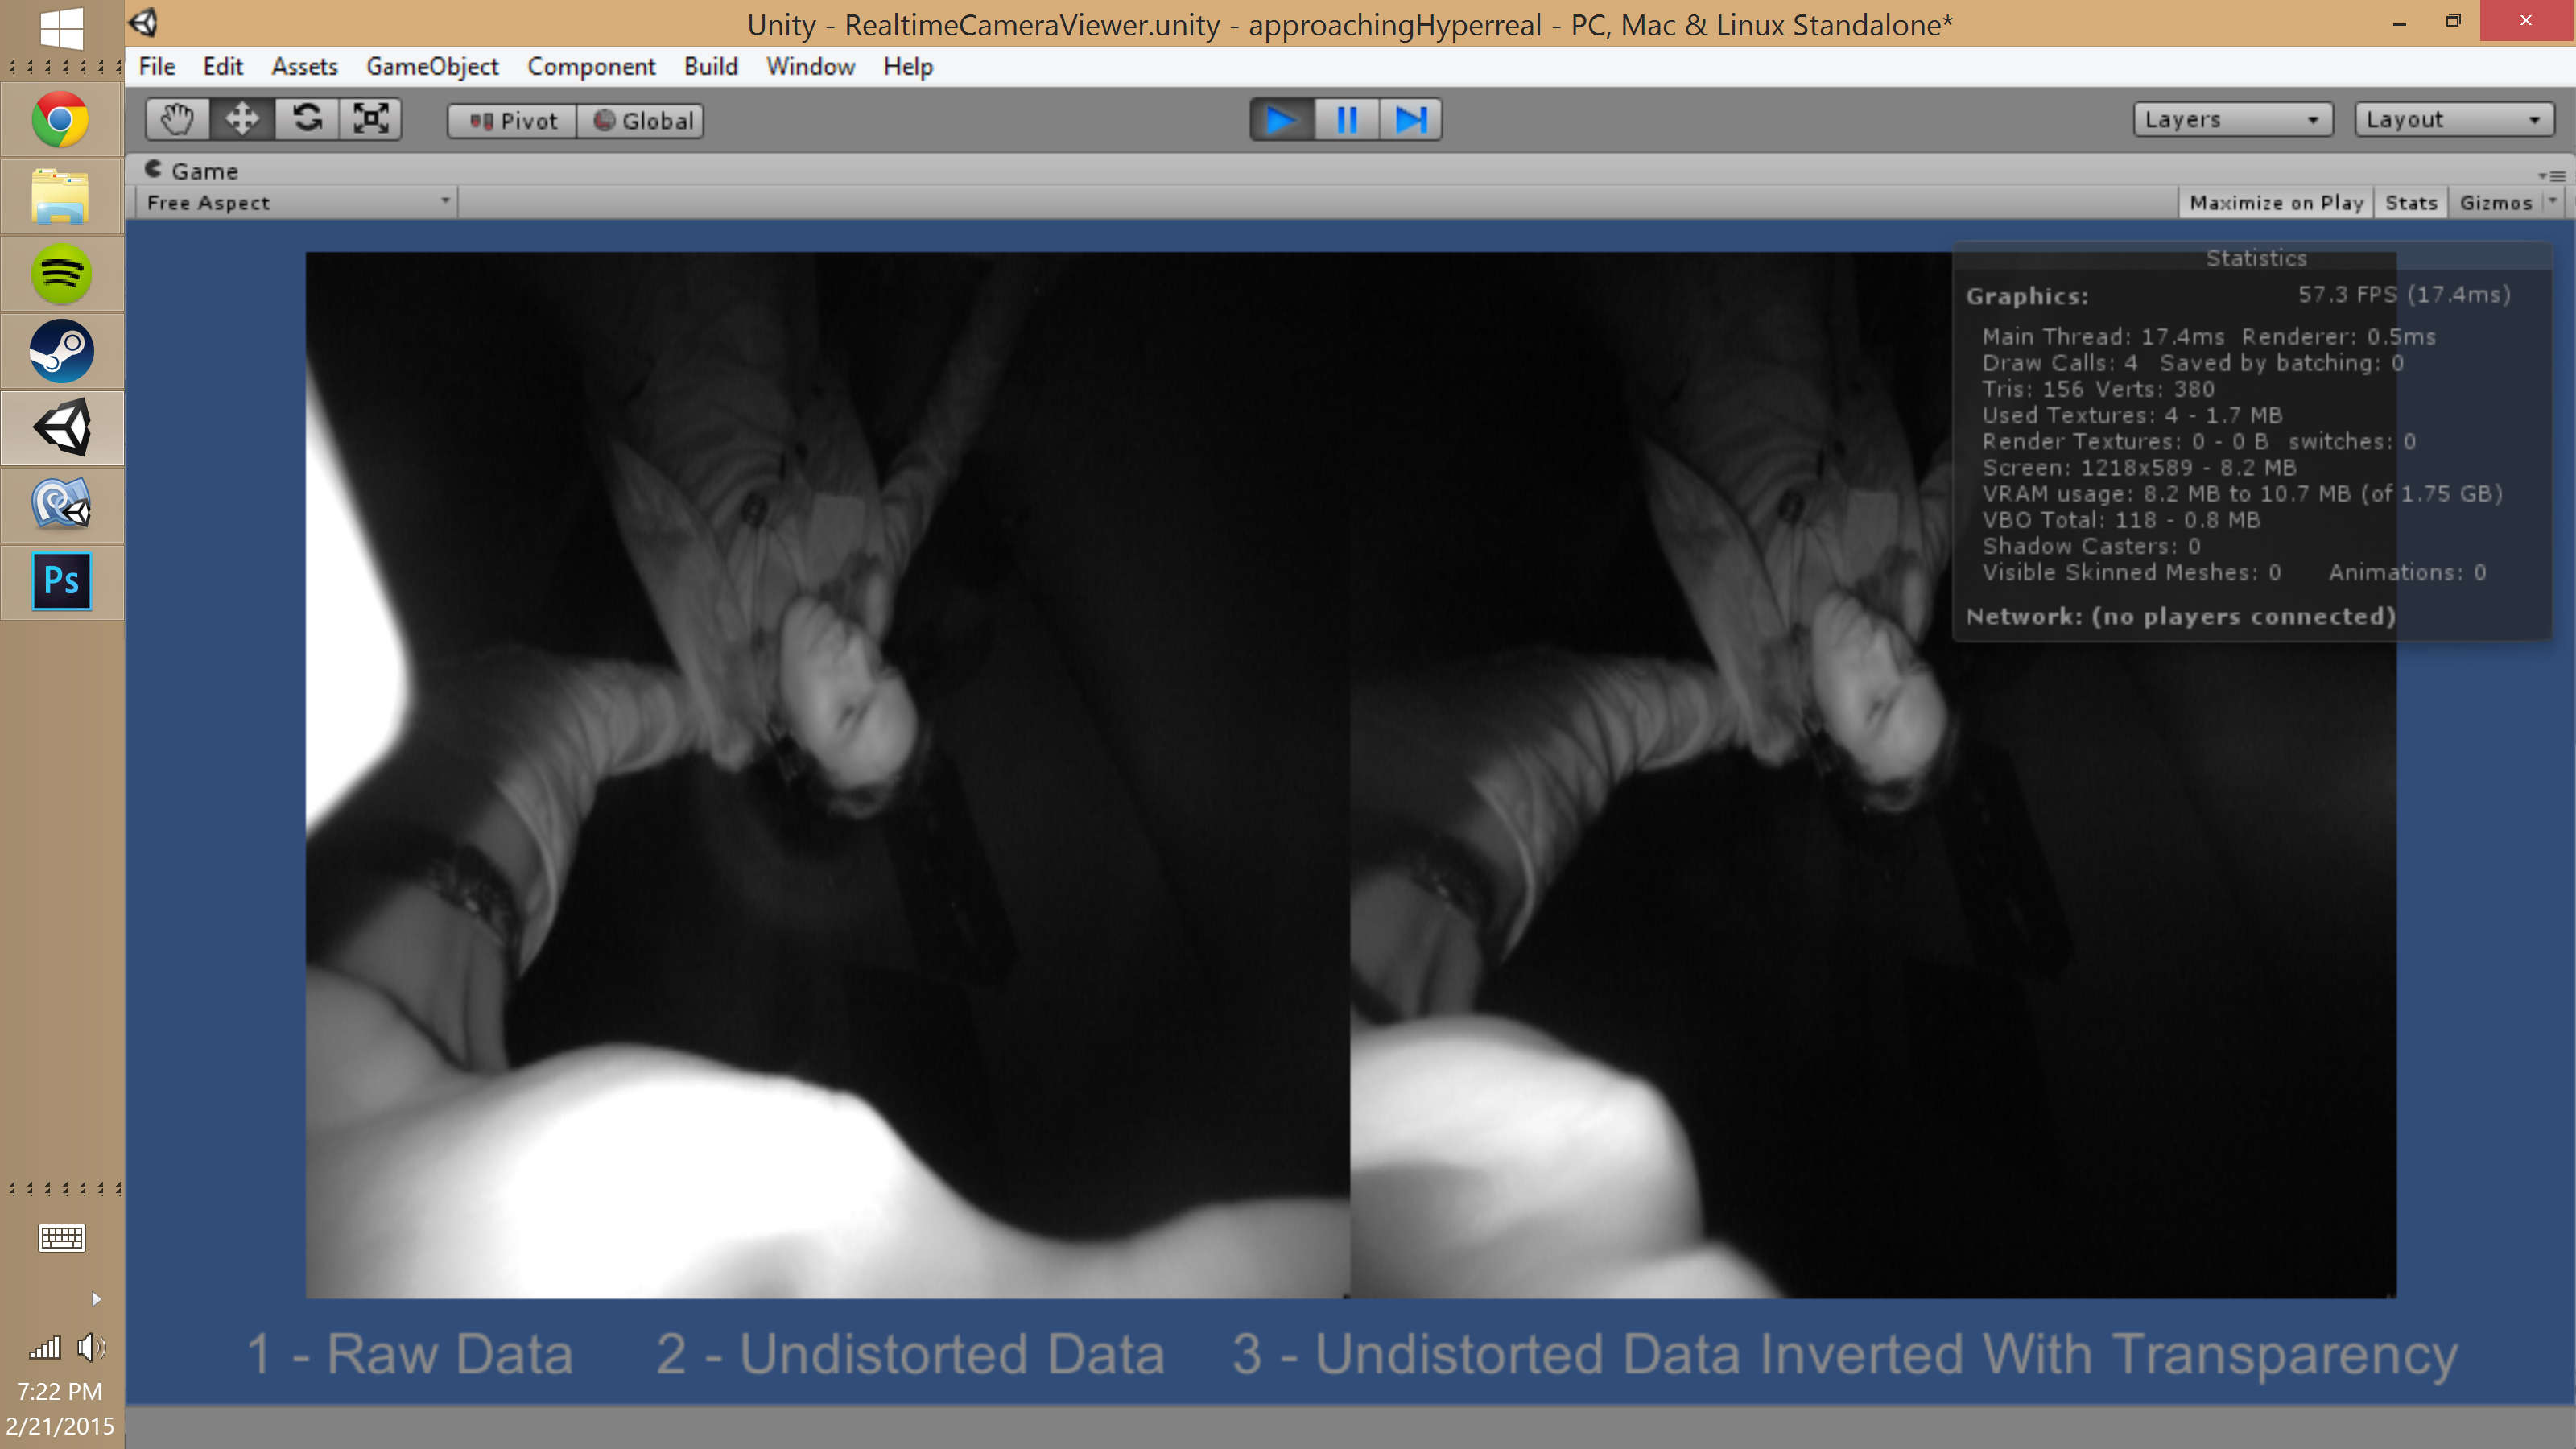 Unity - RealtimeCameraViewer.unity - approachingHyperreal - PC, Mac & Linux Standalone*
File Edit Assets GameObject Component Build Window Help
Pivot Global Layers Layout
Game
Free Aspect Maximize on Play Stats Gizmos
Statistics
Graphics: 57.3 FPS (17.4ms)
Main Thread: 17.4ms Renderer: 0.5ms
Draw Calls: 4 Saved by batching: 0
Tris: 156 Verts: 380
Used Textures: 4 - 1.7 MB
Render Textures: 0 - 0 B switches: 0
Screen: 1218x589 - 8.2 MB
VRAM usage: 8.2 MB to 10.7 MB (of 1.75 GB)
VBO Total: 118 - 0.8 MB
Shadow Casters: 0
Visible Skinned Meshes: 0 Animations: 0
Network: (no players connected)
Ps
1 - Raw Data 2 - Undistorted Data 3 - Undistorted Data Inverted With Transparency
7:22 PM
2/21/2015